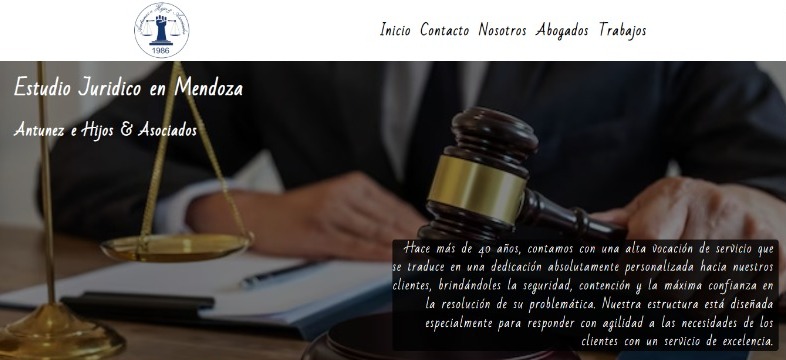 1986
Inicio Contacto Nosotros Abogados Trabajos
Estudio Juridico en Mendoza
Antunez e Hijos & Asociados
Hace más de 40 años, contamos con una alta vocación de servicio que
se traduce en una dedicación absolutamente personalizada hacia nuestros
clientes, brindándoles la seguridad, contención y la máxima confianza en
la resolución de su problemática. Nuestra estructura está diseñada
especialmente para responder con agilidad a las necesidades de los
clientes con un servicio de excelencia.